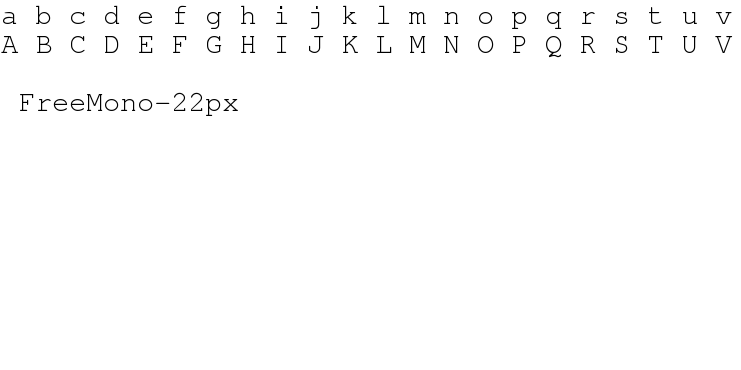 a b c d e f g h i j k l m n o p q r s t u v
A B C D E F G H I J K L M N O P Q R S T U V
FreeMono-22px